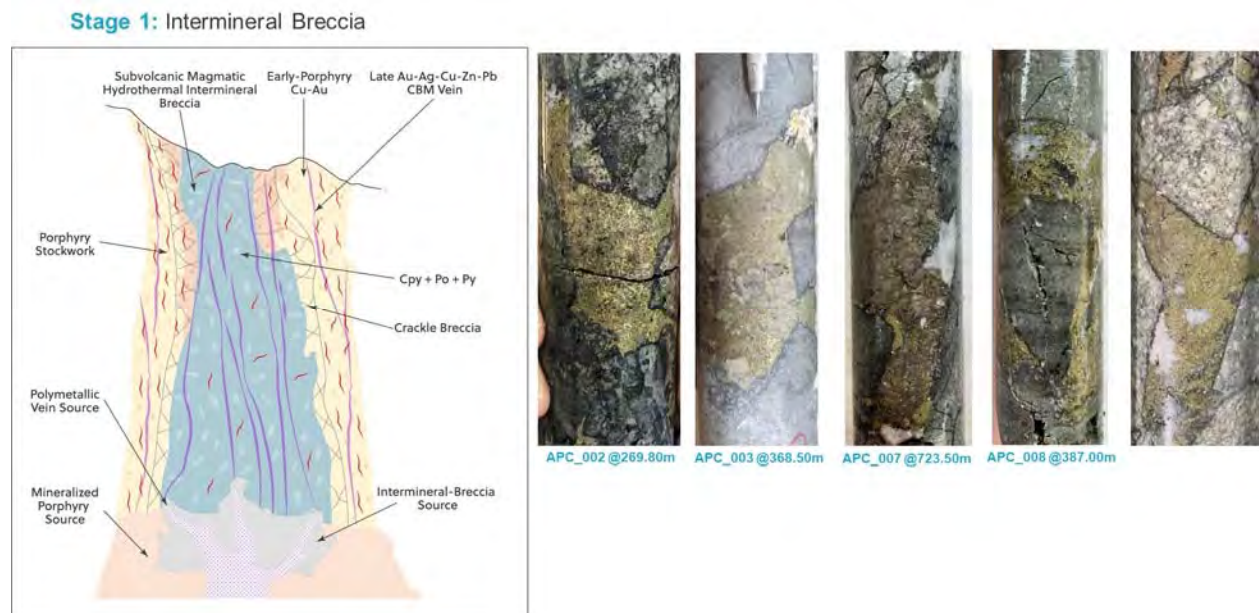 Stage 1: Intermineral Breccia
Subvolcanic Magmatic
Hydrothermal Intermineral
Breccia
Early-Porphyry
Cu-Au
Late Au-Ag-Cu-Zn-Pb
CBM Vein
Porphyry
Stockwork
Cpy + Po + Py
Crackle Breccia
Polymetallic
Vein Source
Mineralized
Porphyry
Source
Intermineral-Breccia
Source
APC_002 @269.80m
APC_003 @368.50m
APC_007 @723.50m
APC_008 @387.00m